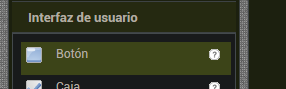 Interfaz de usuario
Botón
Caja